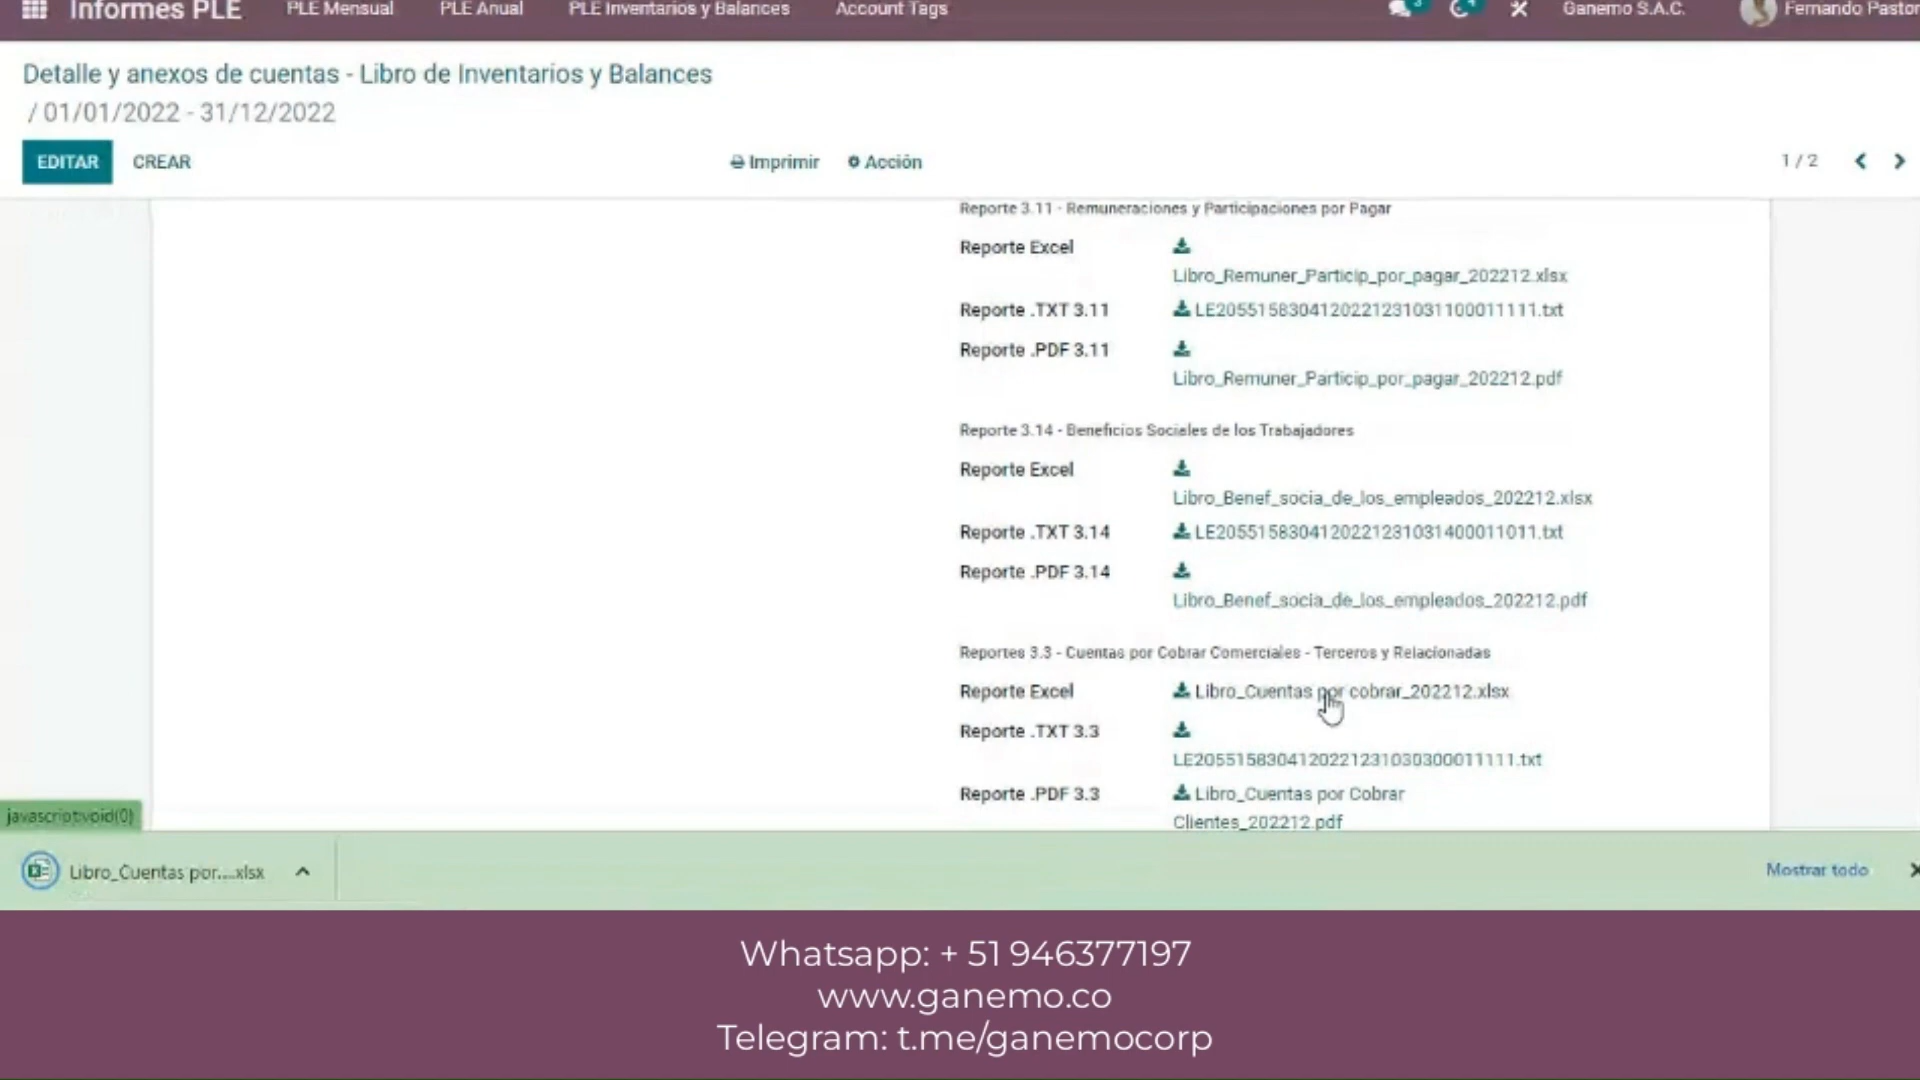 Informes PLE PLE Mensual PLE Anual PLE Inventarios y Balances Account Tags 3 4 Ganemo S.A.C. Fernando Pastor
Detalle y anexos de cuentas - Libro de Inventarios y Balances
/ 01/01/2022 - 31/12/2022
EDITAR CREAR Imprimir Acción 1 / 2
Reporte 3.11 - Remuneraciones y Participaciones por Pagar
Reporte Excel
Libro_Remuner_Particip_por_pagar_202212.xlsx
Reporte .TXT 3.11 LE2055158304120221231031100011111.txt
Reporte .PDF 3.11
Libro_Remuner_Particip_por_pagar_202212.pdf
Reporte 3.14 - Beneficios Sociales de los Trabajadores
Reporte Excel
Libro_Benef_socia_de_los_empleados_202212.xlsx
Reporte .TXT 3.14 LE2055158304120221231031400011011.txt
Reporte .PDF 3.14
Libro_Benef_socia_de_los_empleados_202212.pdf
Reportes 3.3 - Cuentas por Cobrar Comerciales - Terceros y Relacionadas
Reporte Excel Libro_Cuentas por cobrar_202212.xlsx
Reporte .TXT 3.3
LE2055158304120221231030300011111.txt
Reporte .PDF 3.3 Libro_Cuentas por Cobrar
Clientes_202212.pdf
javascript:void(0)
Libro_Cuentas por....xlsx Mostrar todo
Whatsapp: + 51 946377197
www.ganemo.co
Telegram: t.me/ganemocorp